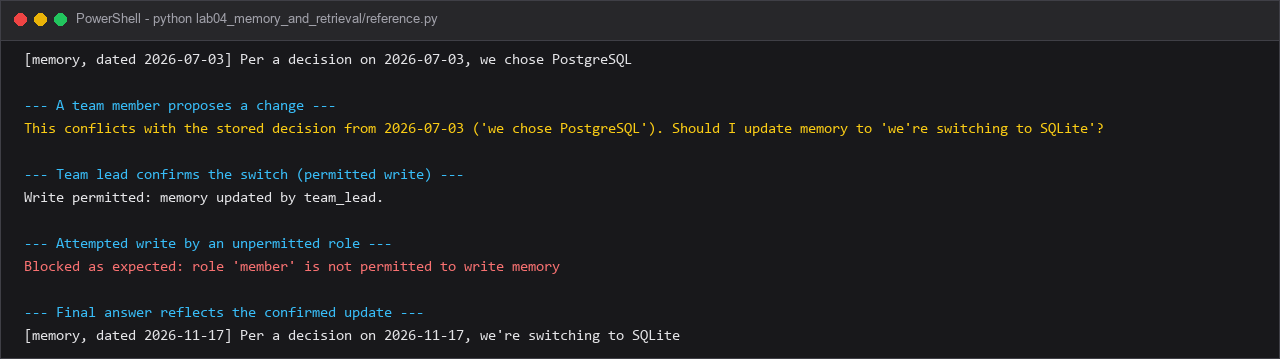 PowerShell - python lab04_memory_and_retrieval/reference.py
[memory, dated 2026-07-03] Per a decision on 2026-07-03, we chose PostgreSQL
--- A team member proposes a change ---
This conflicts with the stored decision from 2026-07-03 ('we chose PostgreSQL'). Should I update memory to 'we're switching to SQLite'?
--- Team lead confirms the switch (permitted write) ---
Write permitted: memory updated by team_lead.
--- Attempted write by an unpermitted role ---
Blocked as expected: role 'member' is not permitted to write memory
--- Final answer reflects the confirmed update ---
[memory, dated 2026-11-17] Per a decision on 2026-11-17, we're switching to SQLite